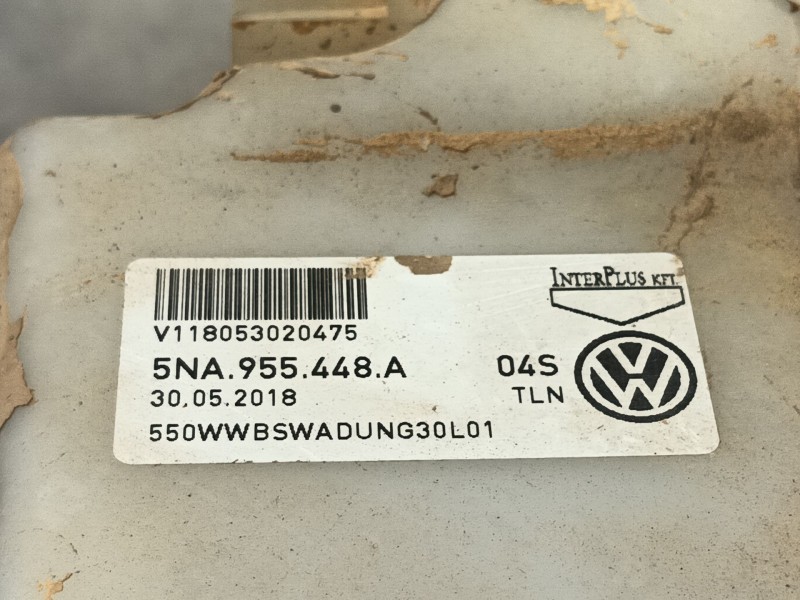 INTERPLUS KFT.
V118053020475
5NA.955.448.A 04S
30.05.2018 TLN
550WWBSWADUNG30L01